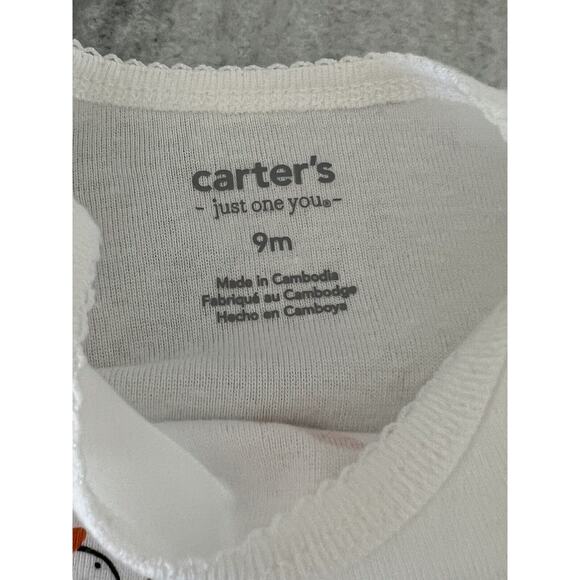 carter's
- just one you®-
9m
Made in Cambodia
Fabriqué au Cambodge
Hecho en Camboya